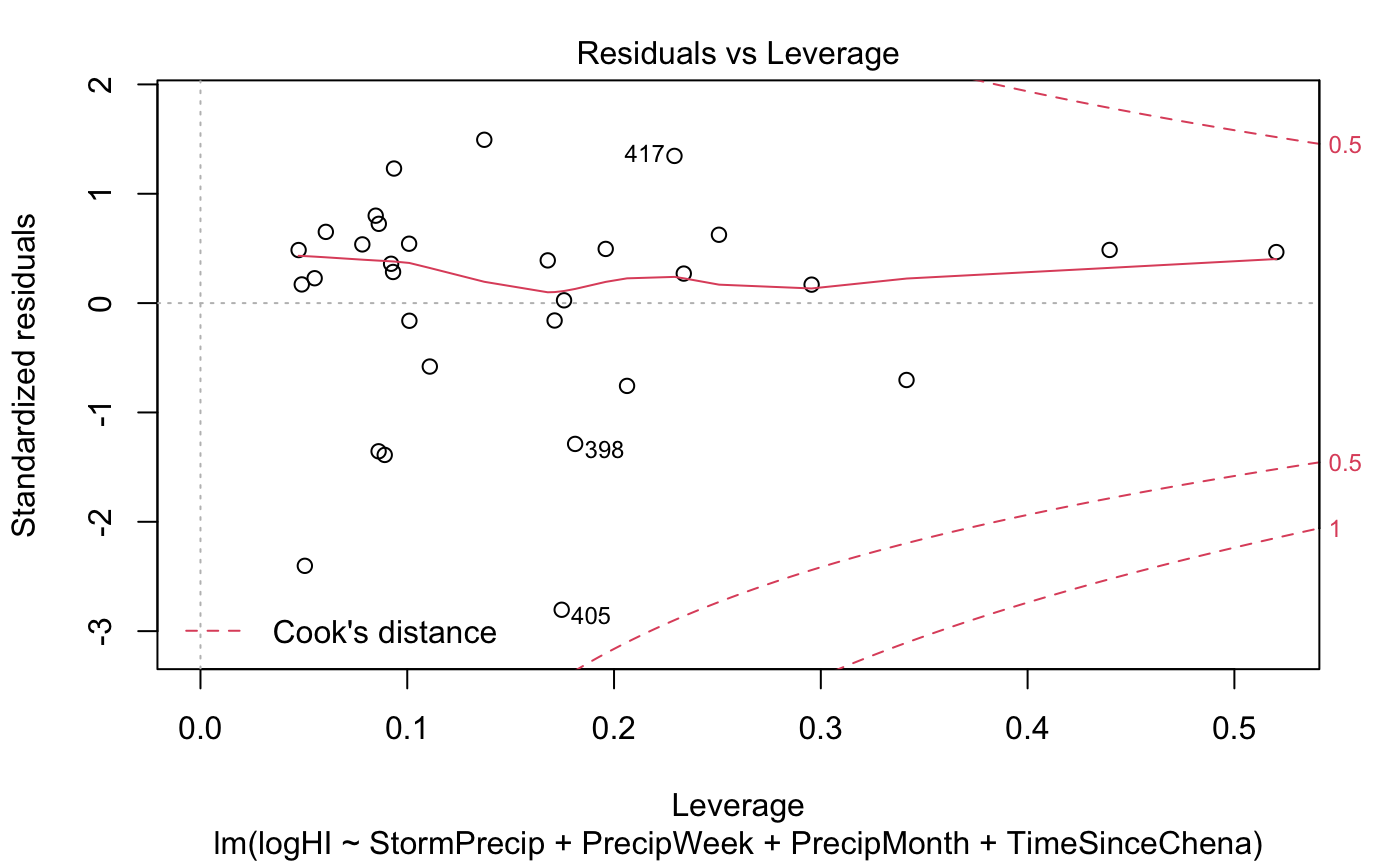 Residuals vs Leverage
Standardized residuals
2
1
0
-1
-2
-3
417
398
405
0.5
0.5
1
Cook's distance
0.0 0.1 0.2 0.3 0.4 0.5
Leverage
lm(logHI ~ StormPrecip + PrecipWeek + PrecipMonth + TimeSinceChena)